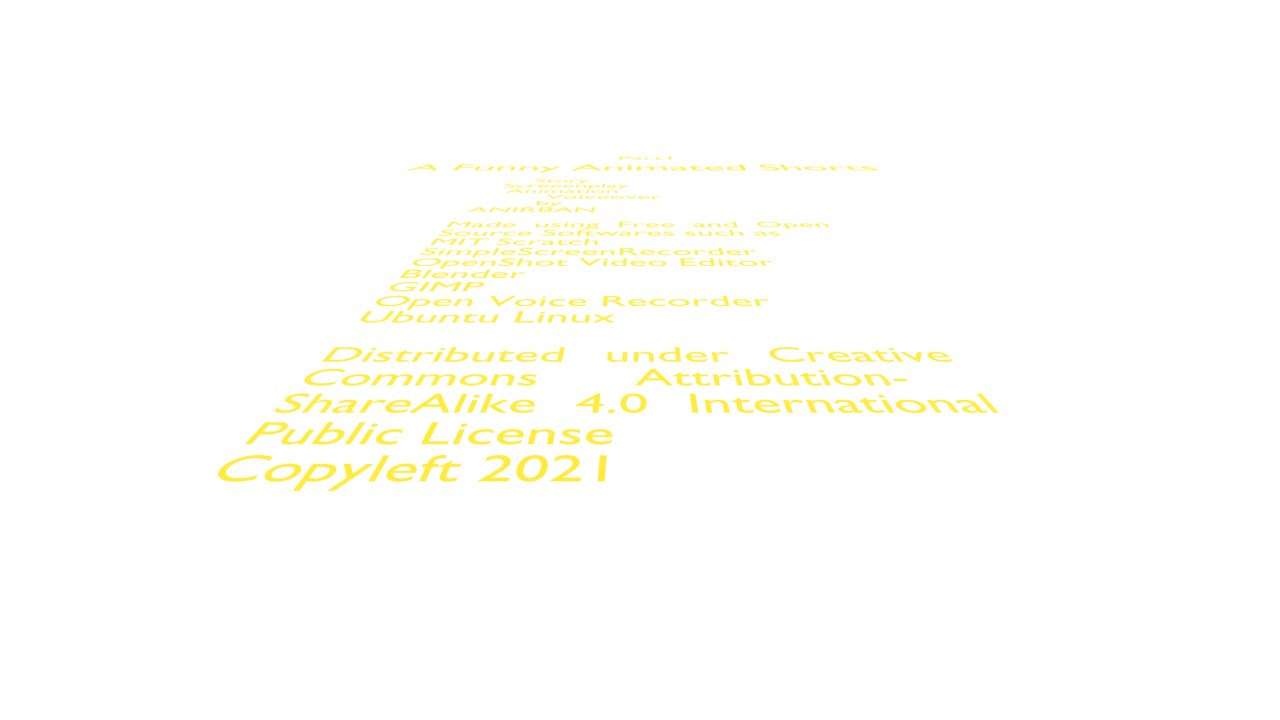 Part I
A Funny Animated Shorts
Story
Screeenplay
Animation
Voiceover
by
ANIRBAN
Made using Free and Open
Source Softwares such as
MIT Scratch
SimpleScreenRecorder
OpenShot Video Editor
Blender
GIMP
Open Voice Recorder
Ubuntu Linux
Distributed under Creative
Commons Attribution-
ShareAlike 4.0 International
Public License
Copyleft 2021